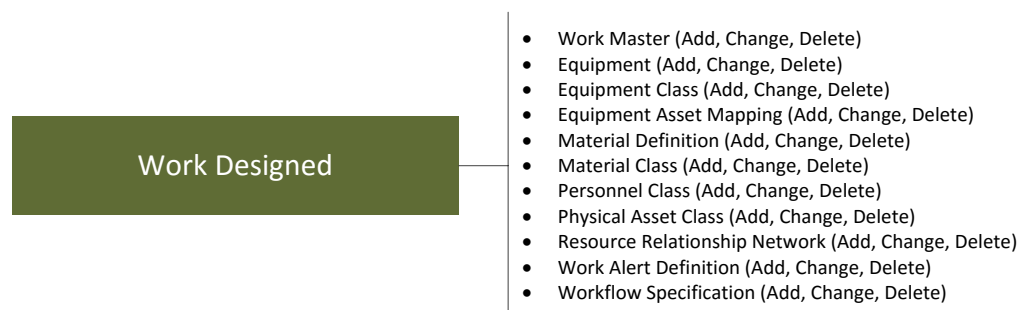 Work Designed
• Work Master (Add, Change, Delete)
• Equipment (Add, Change, Delete)
• Equipment Class (Add, Change, Delete)
• Equipment Asset Mapping (Add, Change, Delete)
• Material Definition (Add, Change, Delete)
• Material Class (Add, Change, Delete)
• Personnel Class (Add, Change, Delete)
• Physical Asset Class (Add, Change, Delete)
• Resource Relationship Network (Add, Change, Delete)
• Work Alert Definition (Add, Change, Delete)
• Workflow Specification (Add, Change, Delete)